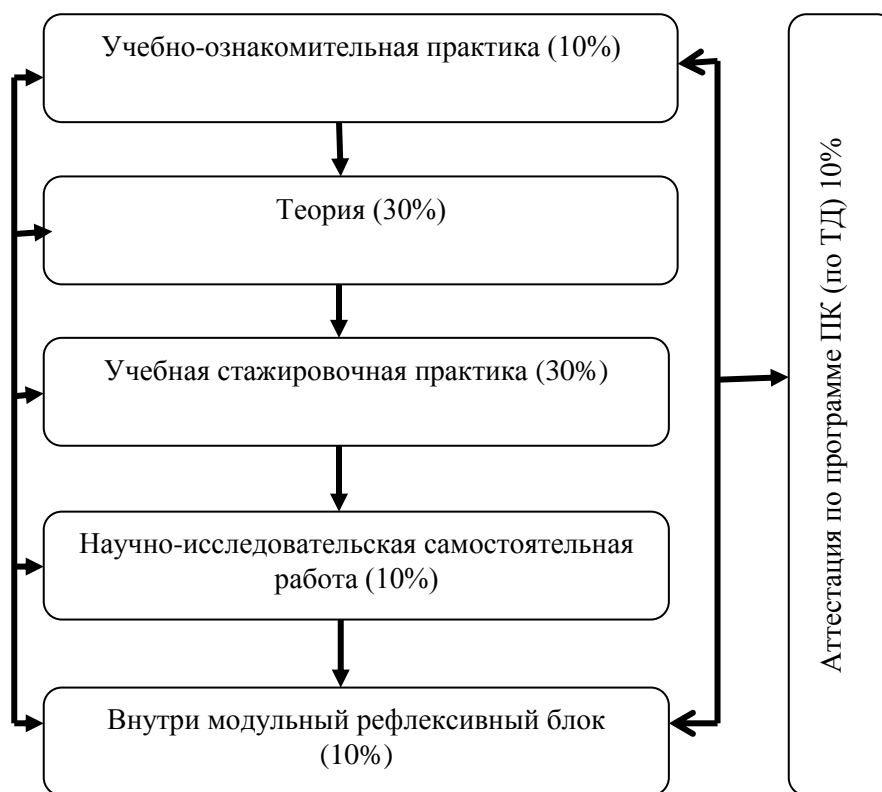 Учебно-ознакомительная практика (10%)
Теория (30%)
Учебная стажировочная практика (30%)
Научно-исследовательская самостоятельная
работа (10%)
Внутри модульный рефлексивный блок
(10%)
Аттестация по программе ПК (по ТД) 10%